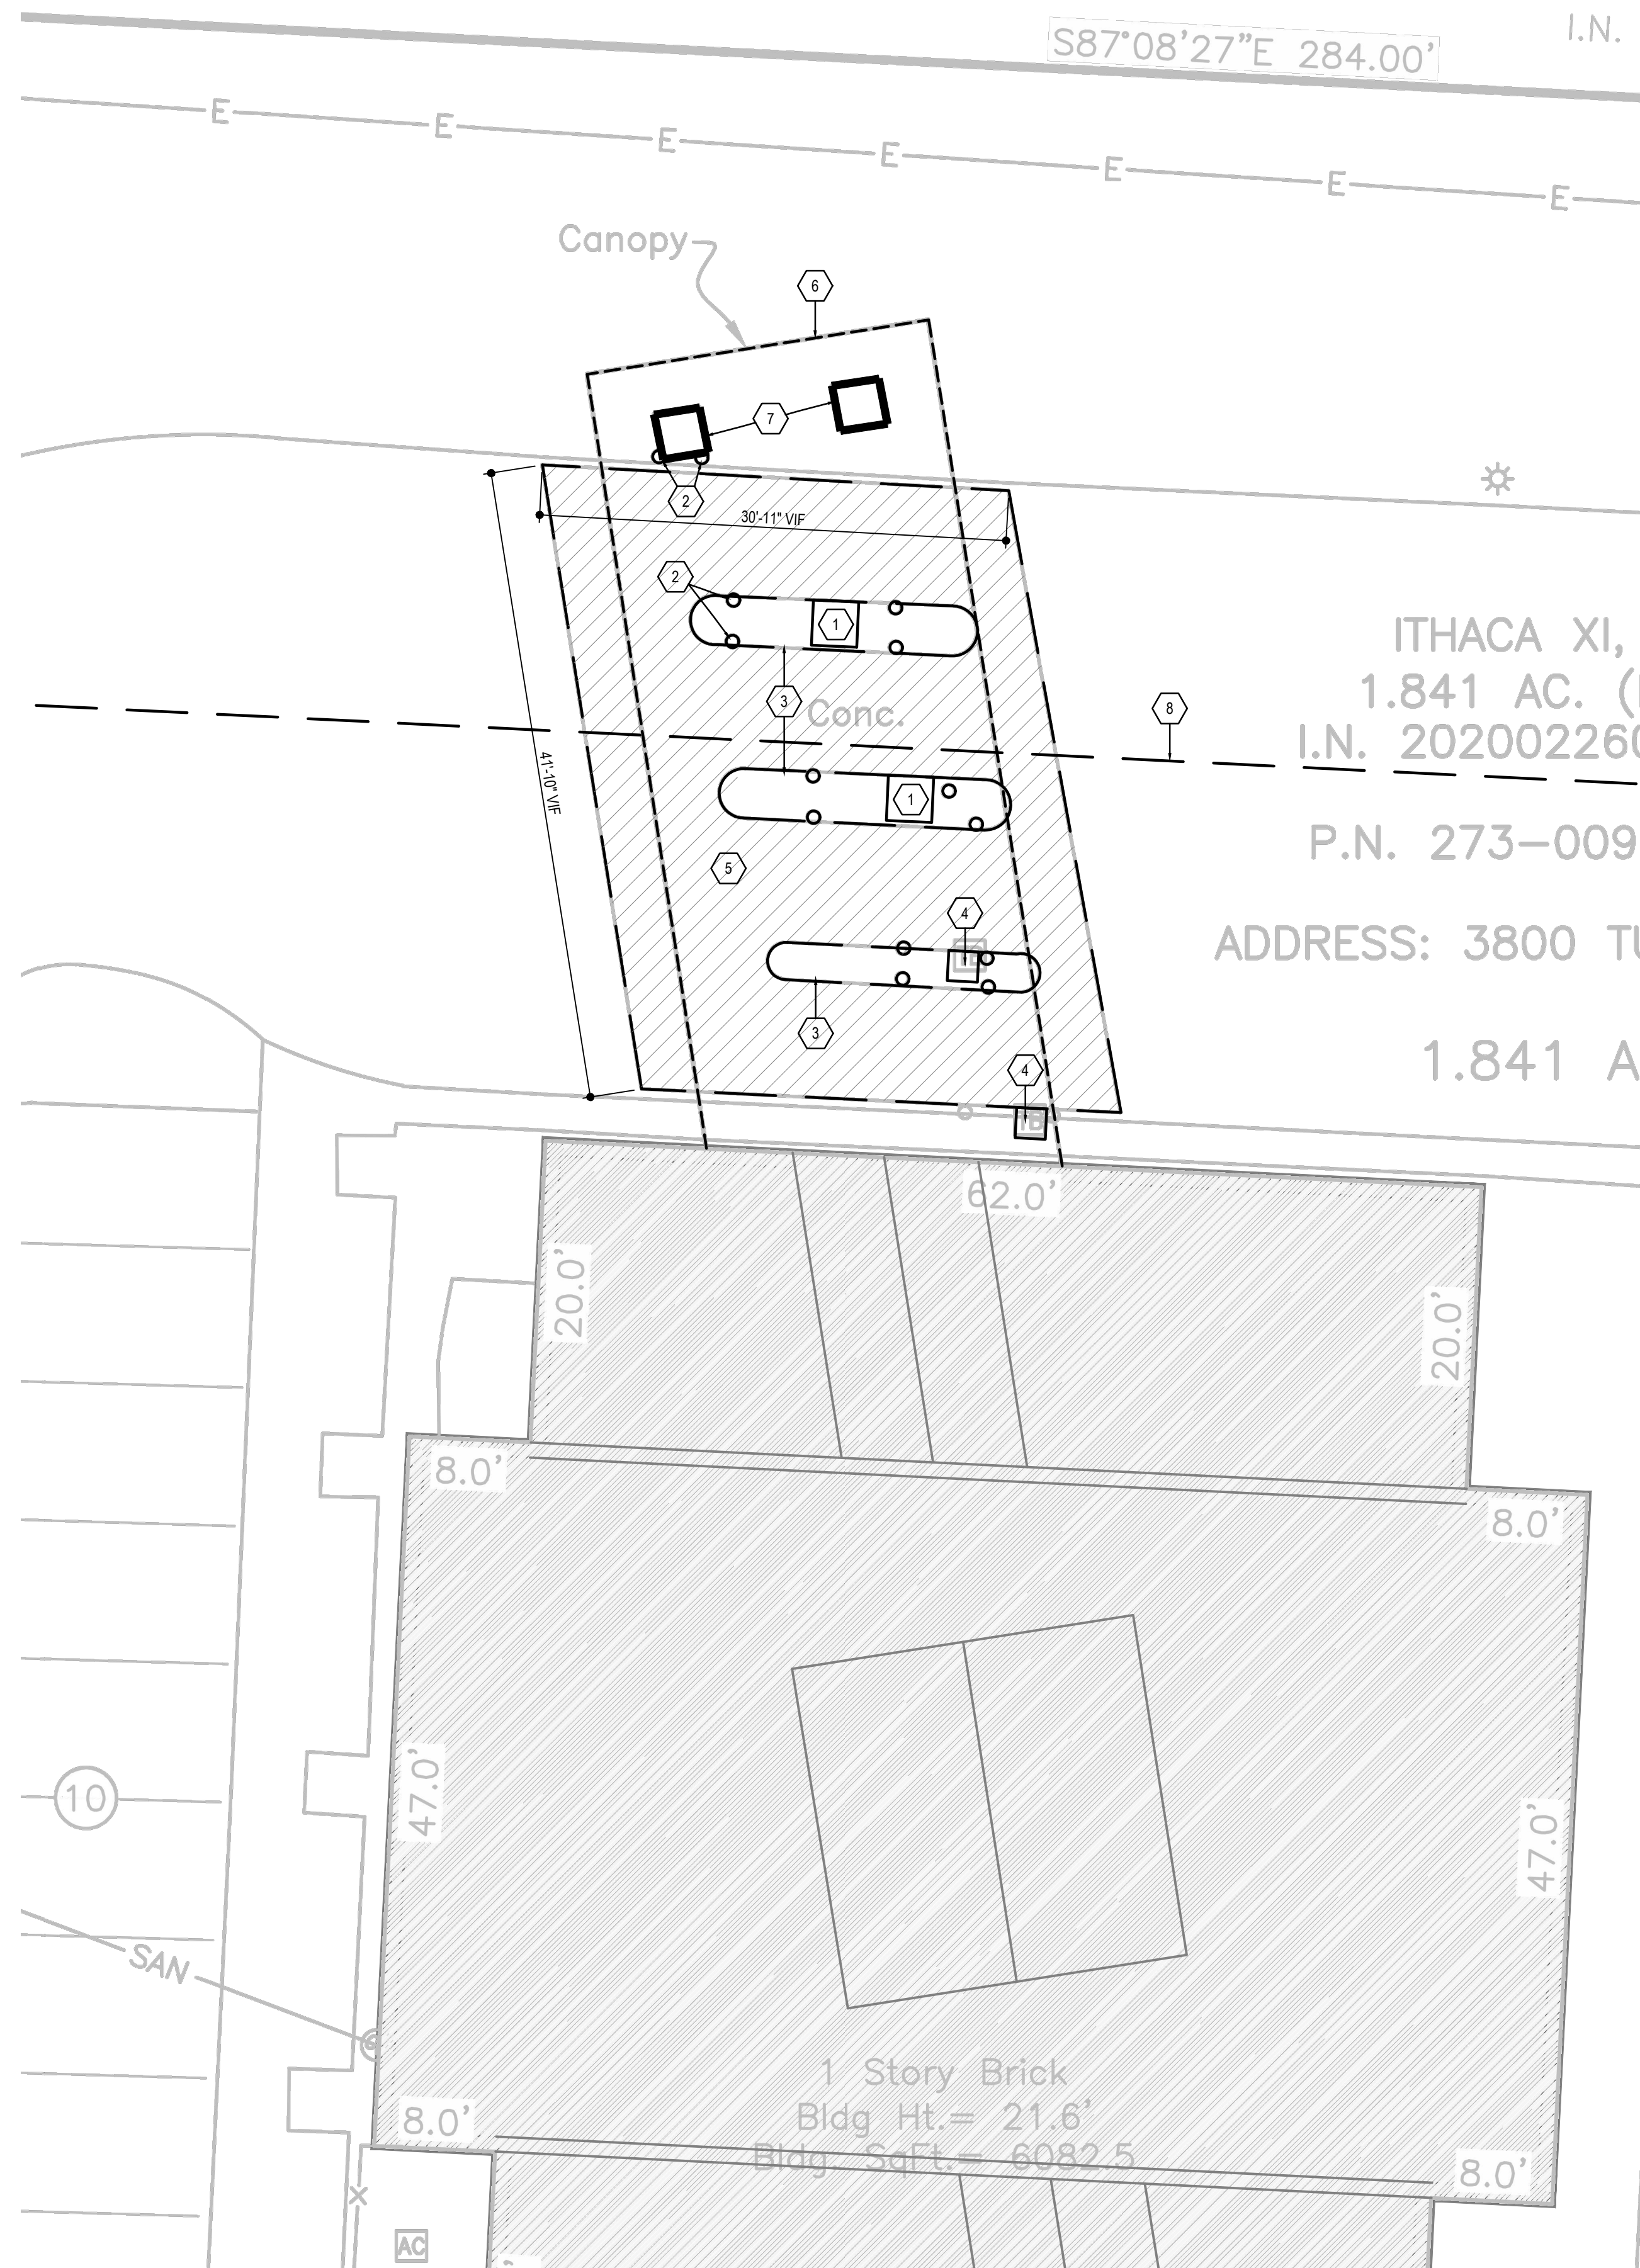 S87°08'27"E 284.00'
I.N.
E E E E E E E
Canopy
6
7
2
30'-11" VIF
2
1
ITHACA XI,
1.841 AC.
3
Conc.
8
I.N. 202002260
41'-10" VIF
1
P.N. 273-009
5
4
ADDRESS: 3800
3
1.841 A
4
TB
62.0'
20.0'
20.0'
8.0'
8.0'
10
47.0'
47.0'
SAN
1 Story Brick
Bldg Ht.= 21.6'
Bldg SqFt.= 6082.5
8.0'
8.0'
AC